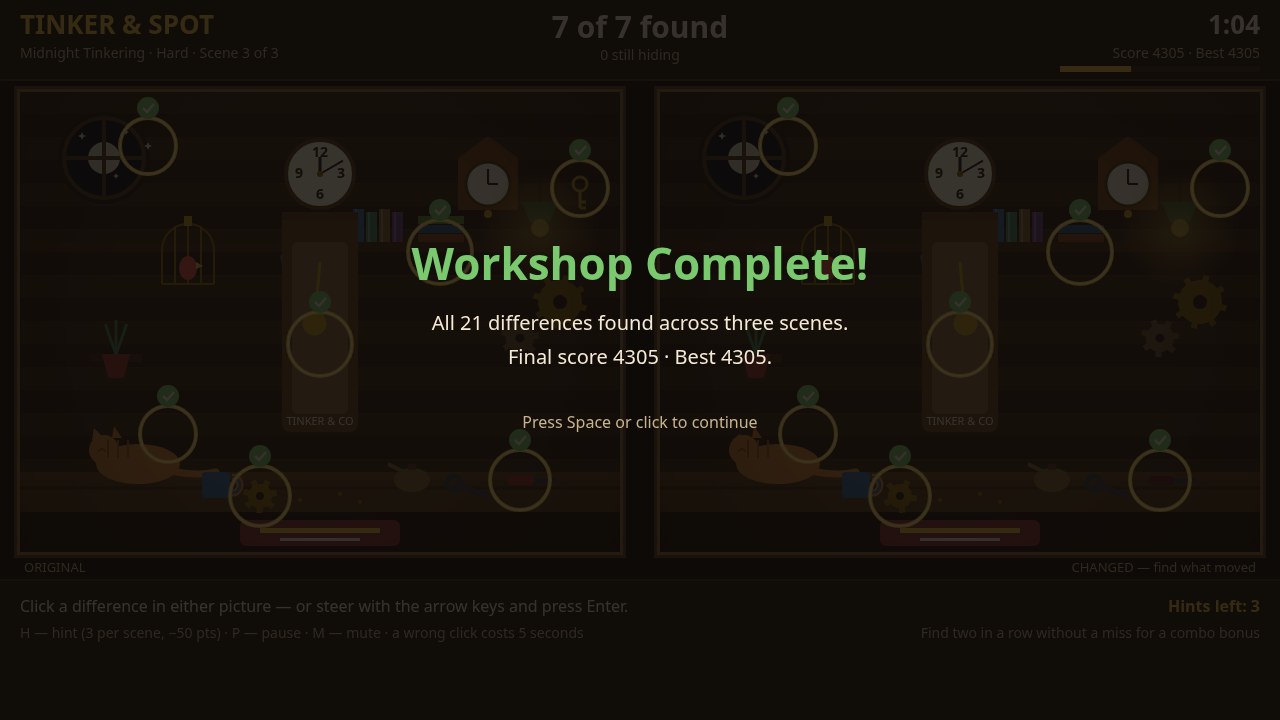 TINKER & SPOT
Midnight Tinkering · Hard · Scene 3 of 3
7 of 7 found
0 still hiding
1:04
Score 4305 · Best 4305
12
9 3
6
TINKER & CO
12
9 3
6
TINKER & CO
Workshop Complete!
All 21 differences found across three scenes.
Final score 4305 · Best 4305.
Press Space or click to continue
ORIGINAL
CHANGED — find what moved
Click a difference in either picture — or steer with the arrow keys and press Enter.
H — hint (3 per scene, −50 pts) · P — pause · M — mute · a wrong click costs 5 seconds
Hints left: 3
Find two in a row without a miss for a combo bonus